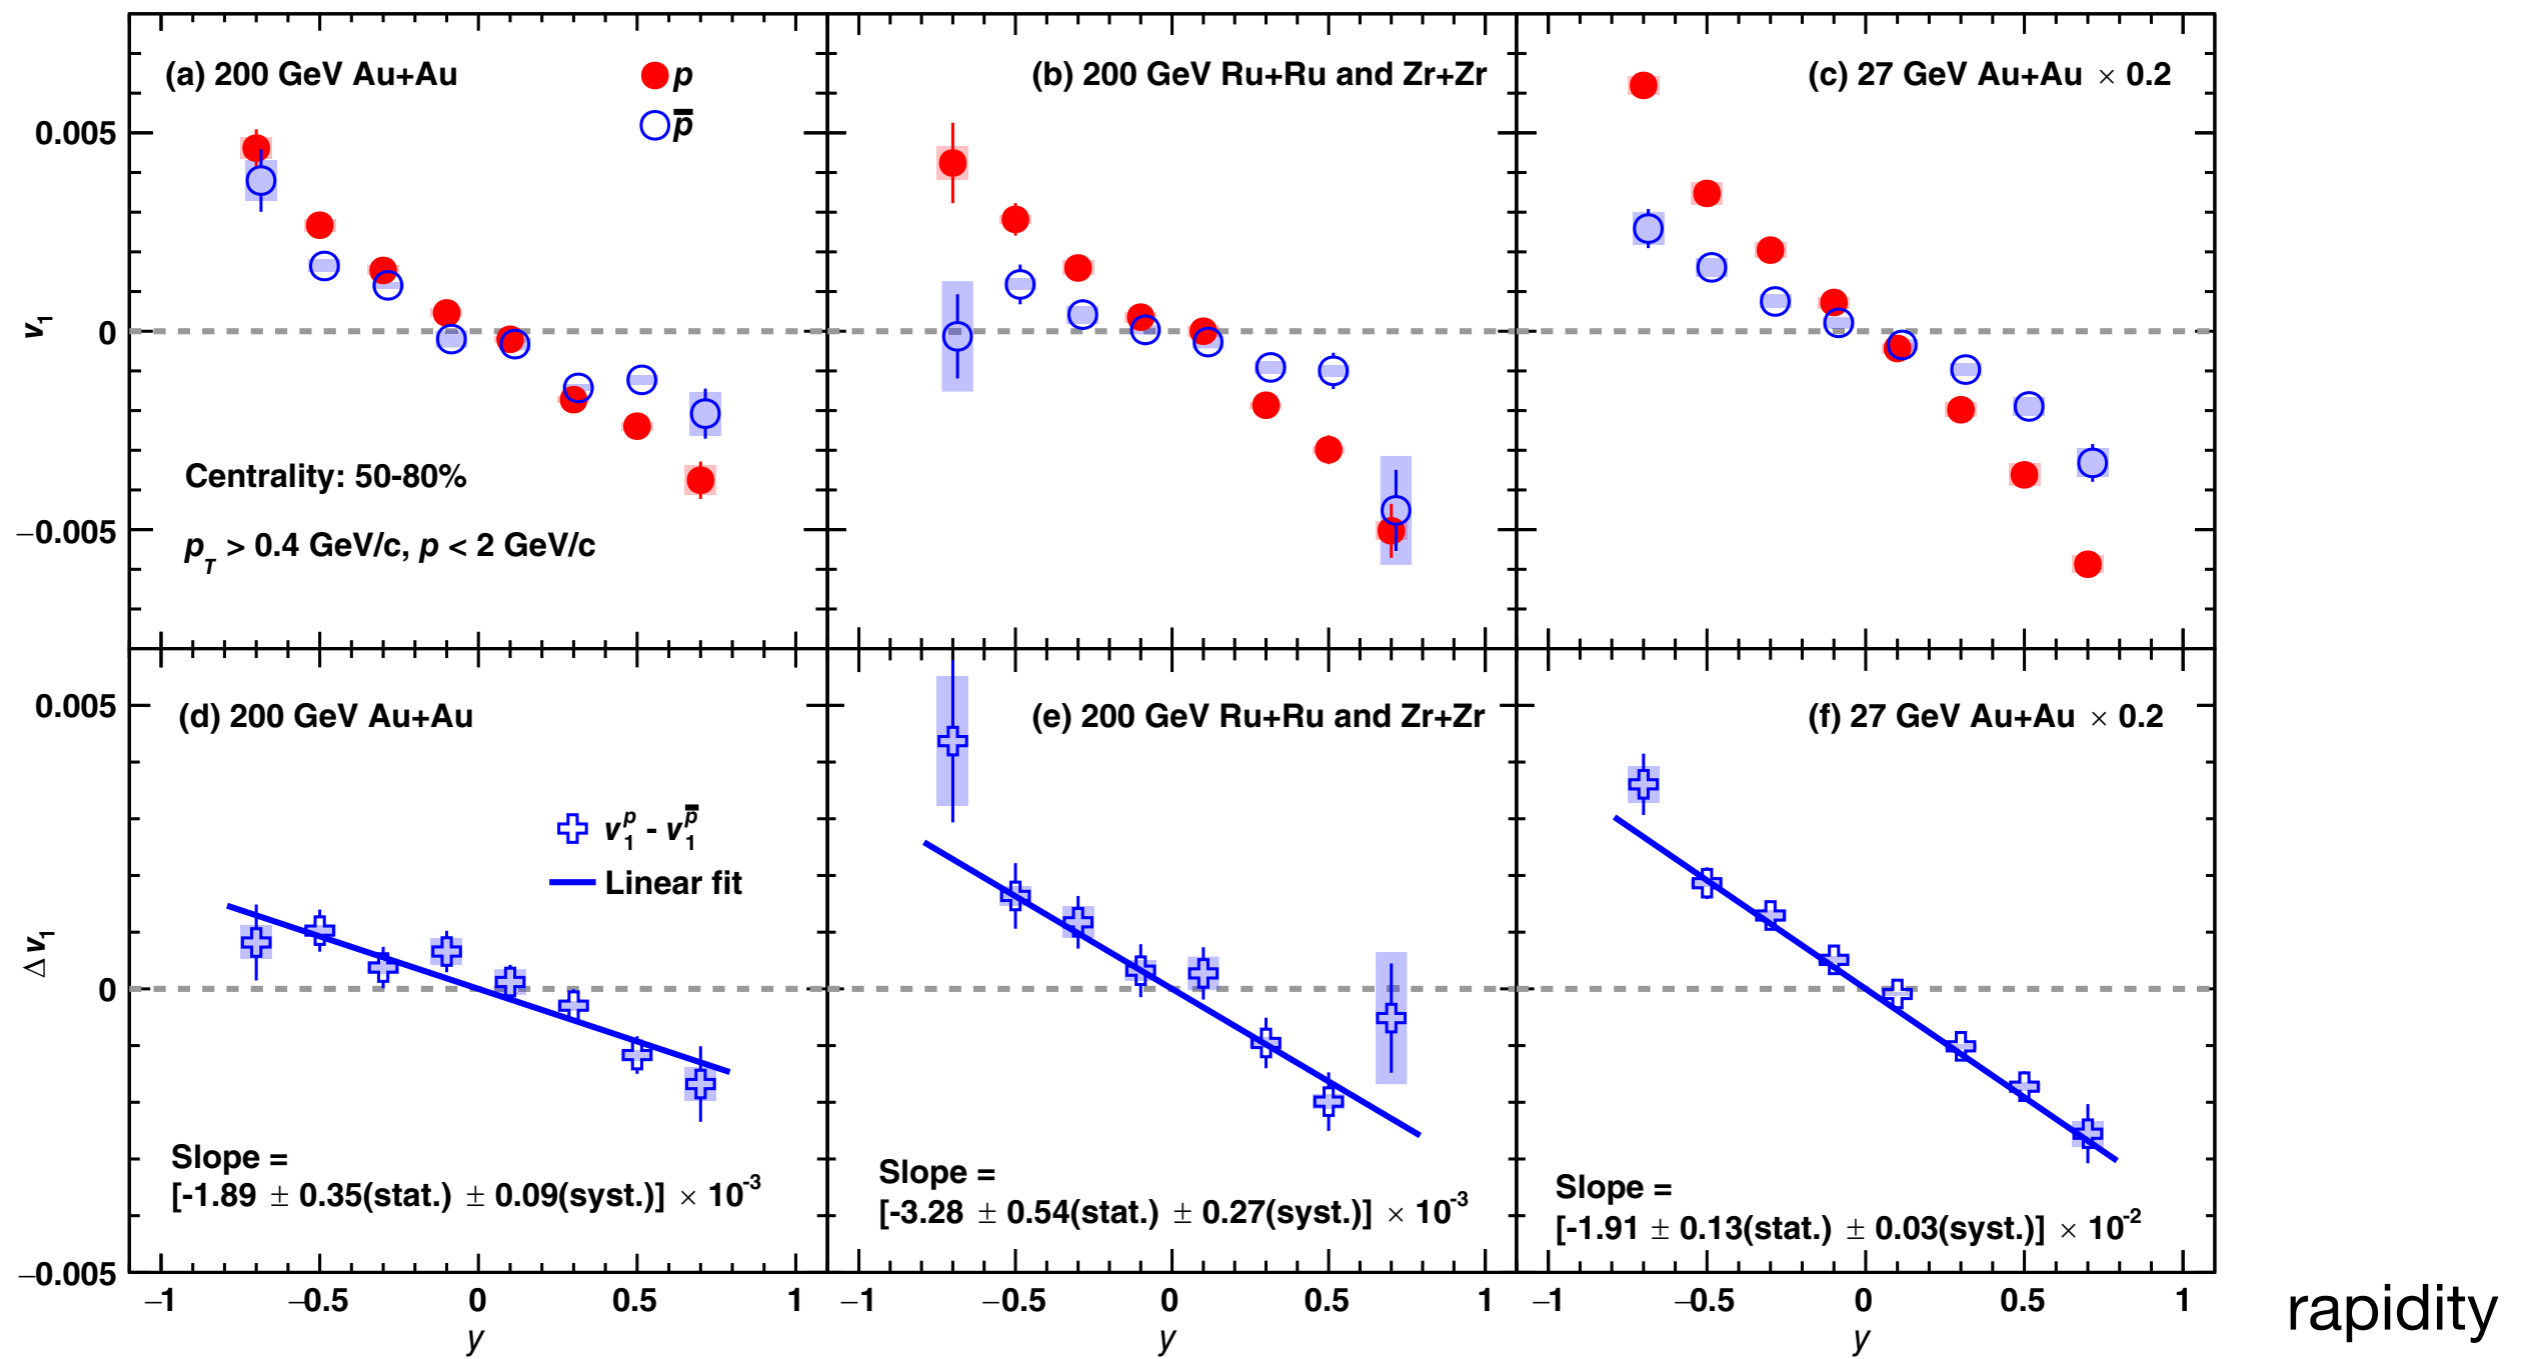 (a) 200 GeV Au+Au
p
p̅
(b) 200 GeV Ru+Ru and Zr+Zr
(c) 27 GeV Au+Au × 0.2
0.005
0
−0.005
v₁
Centrality: 50-80%
p_T > 0.4 GeV/c, p < 2 GeV/c
(d) 200 GeV Au+Au
(e) 200 GeV Ru+Ru and Zr+Zr
(f) 27 GeV Au+Au × 0.2
0.005
0
−0.005
Δv₁
v₁^p - v₁^p̅
Linear fit
Slope =
[-1.89 ± 0.35(stat.) ± 0.09(syst.)] × 10⁻³
Slope =
[-3.28 ± 0.54(stat.) ± 0.27(syst.)] × 10⁻³
Slope =
[-1.91 ± 0.13(stat.) ± 0.03(syst.)] × 10⁻²
−1 −0.5 0 0.5 1
−1 −0.5 0 0.5 1
−1 −0.5 0 0.5 1
y
y
y
rapidity